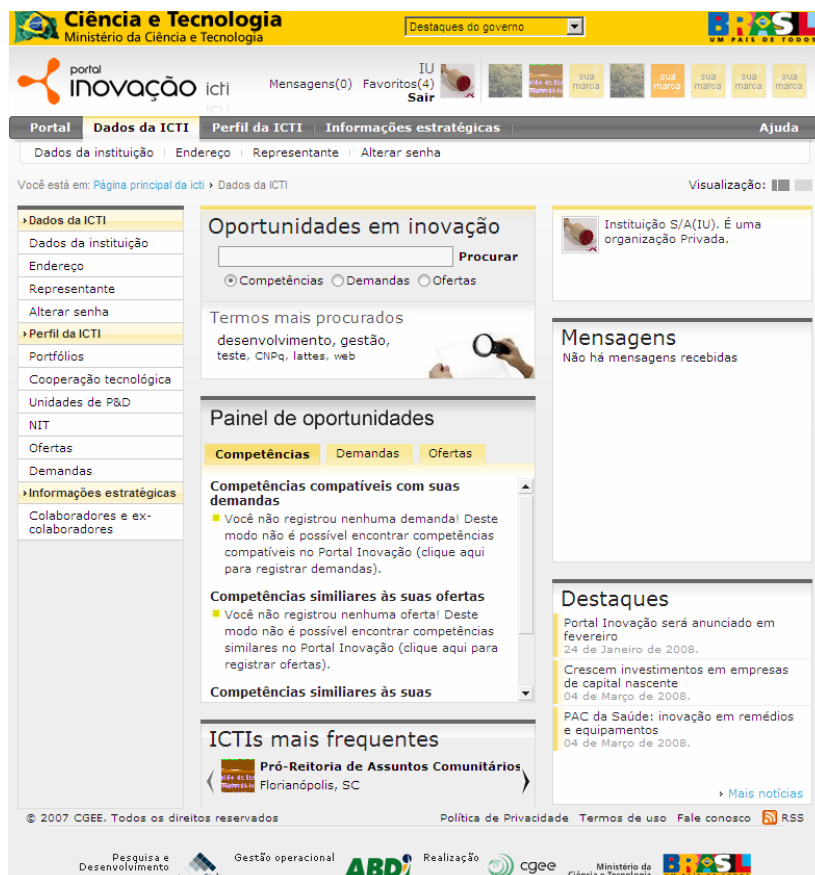 Ciência e Tecnologia
Ministério da Ciência e Tecnologia
Destaques do governo
BRASIL
UM PAÍS DE TODOS
portal
inovação icti
Mensagens(0) Favoritos(4)
IU
Sair
sua marca
sua marca
sua marca
sua marca
sua marca
Portal Dados da ICTI Perfil da ICTI Informações estratégicas Ajuda
Dados da instituição Endereço Representante Alterar senha
Você está em: Página principal da icti › Dados da ICTI
Visualização:
›Dados da ICTI
Dados da instituição
Endereço
Representante
Alterar senha
›Perfil da ICTI
Portfólios
Cooperação tecnológica
Unidades de P&D
NIT
Ofertas
Demandas
›Informações estratégicas
Colaboradores e ex-
colaboradores
Oportunidades em inovação
Procurar
Competências Demandas Ofertas
Termos mais procurados
desenvolvimento, gestão,
teste, CNPq, lattes, web
Painel de oportunidades
Competências Demandas Ofertas
Competências compatíveis com suas
demandas
Você não registrou nenhuma demanda! Deste
modo não é possível encontrar competências
compatíveis no Portal Inovação (clique aqui
para registrar demandas).
Competências similiares às suas ofertas
Você não registrou nenhuma oferta! Deste
modo não é possível encontrar competências
similares no Portal Inovação (clique aqui para
registrar ofertas).
Competências similiares às suas
ICTIs mais frequentes
Pró-Reitoria de Assuntos Comunitários
Florianópolis, SC
Instituição S/A(IU). É uma
organização Privada.
Mensagens
Não há mensagens recebidas
Destaques
Portal Inovação será anunciado em
fevereiro
24 de Janeiro de 2008.
Crescem investimentos em empresas
de capital nascente
04 de Março de 2008.
PAC da Saúde: inovação em remédios
e equipamentos
04 de Março de 2008.
› Mais notícias
© 2007 CGEE. Todos os direitos reservados
Política de Privacidade Termos de uso Fale conosco RSS
Pesquisa e
Desenvolvimento
Gestão operacional
ABDI
Realização
cgee
Ministério da
Ciência e Tecnologia
BRASIL